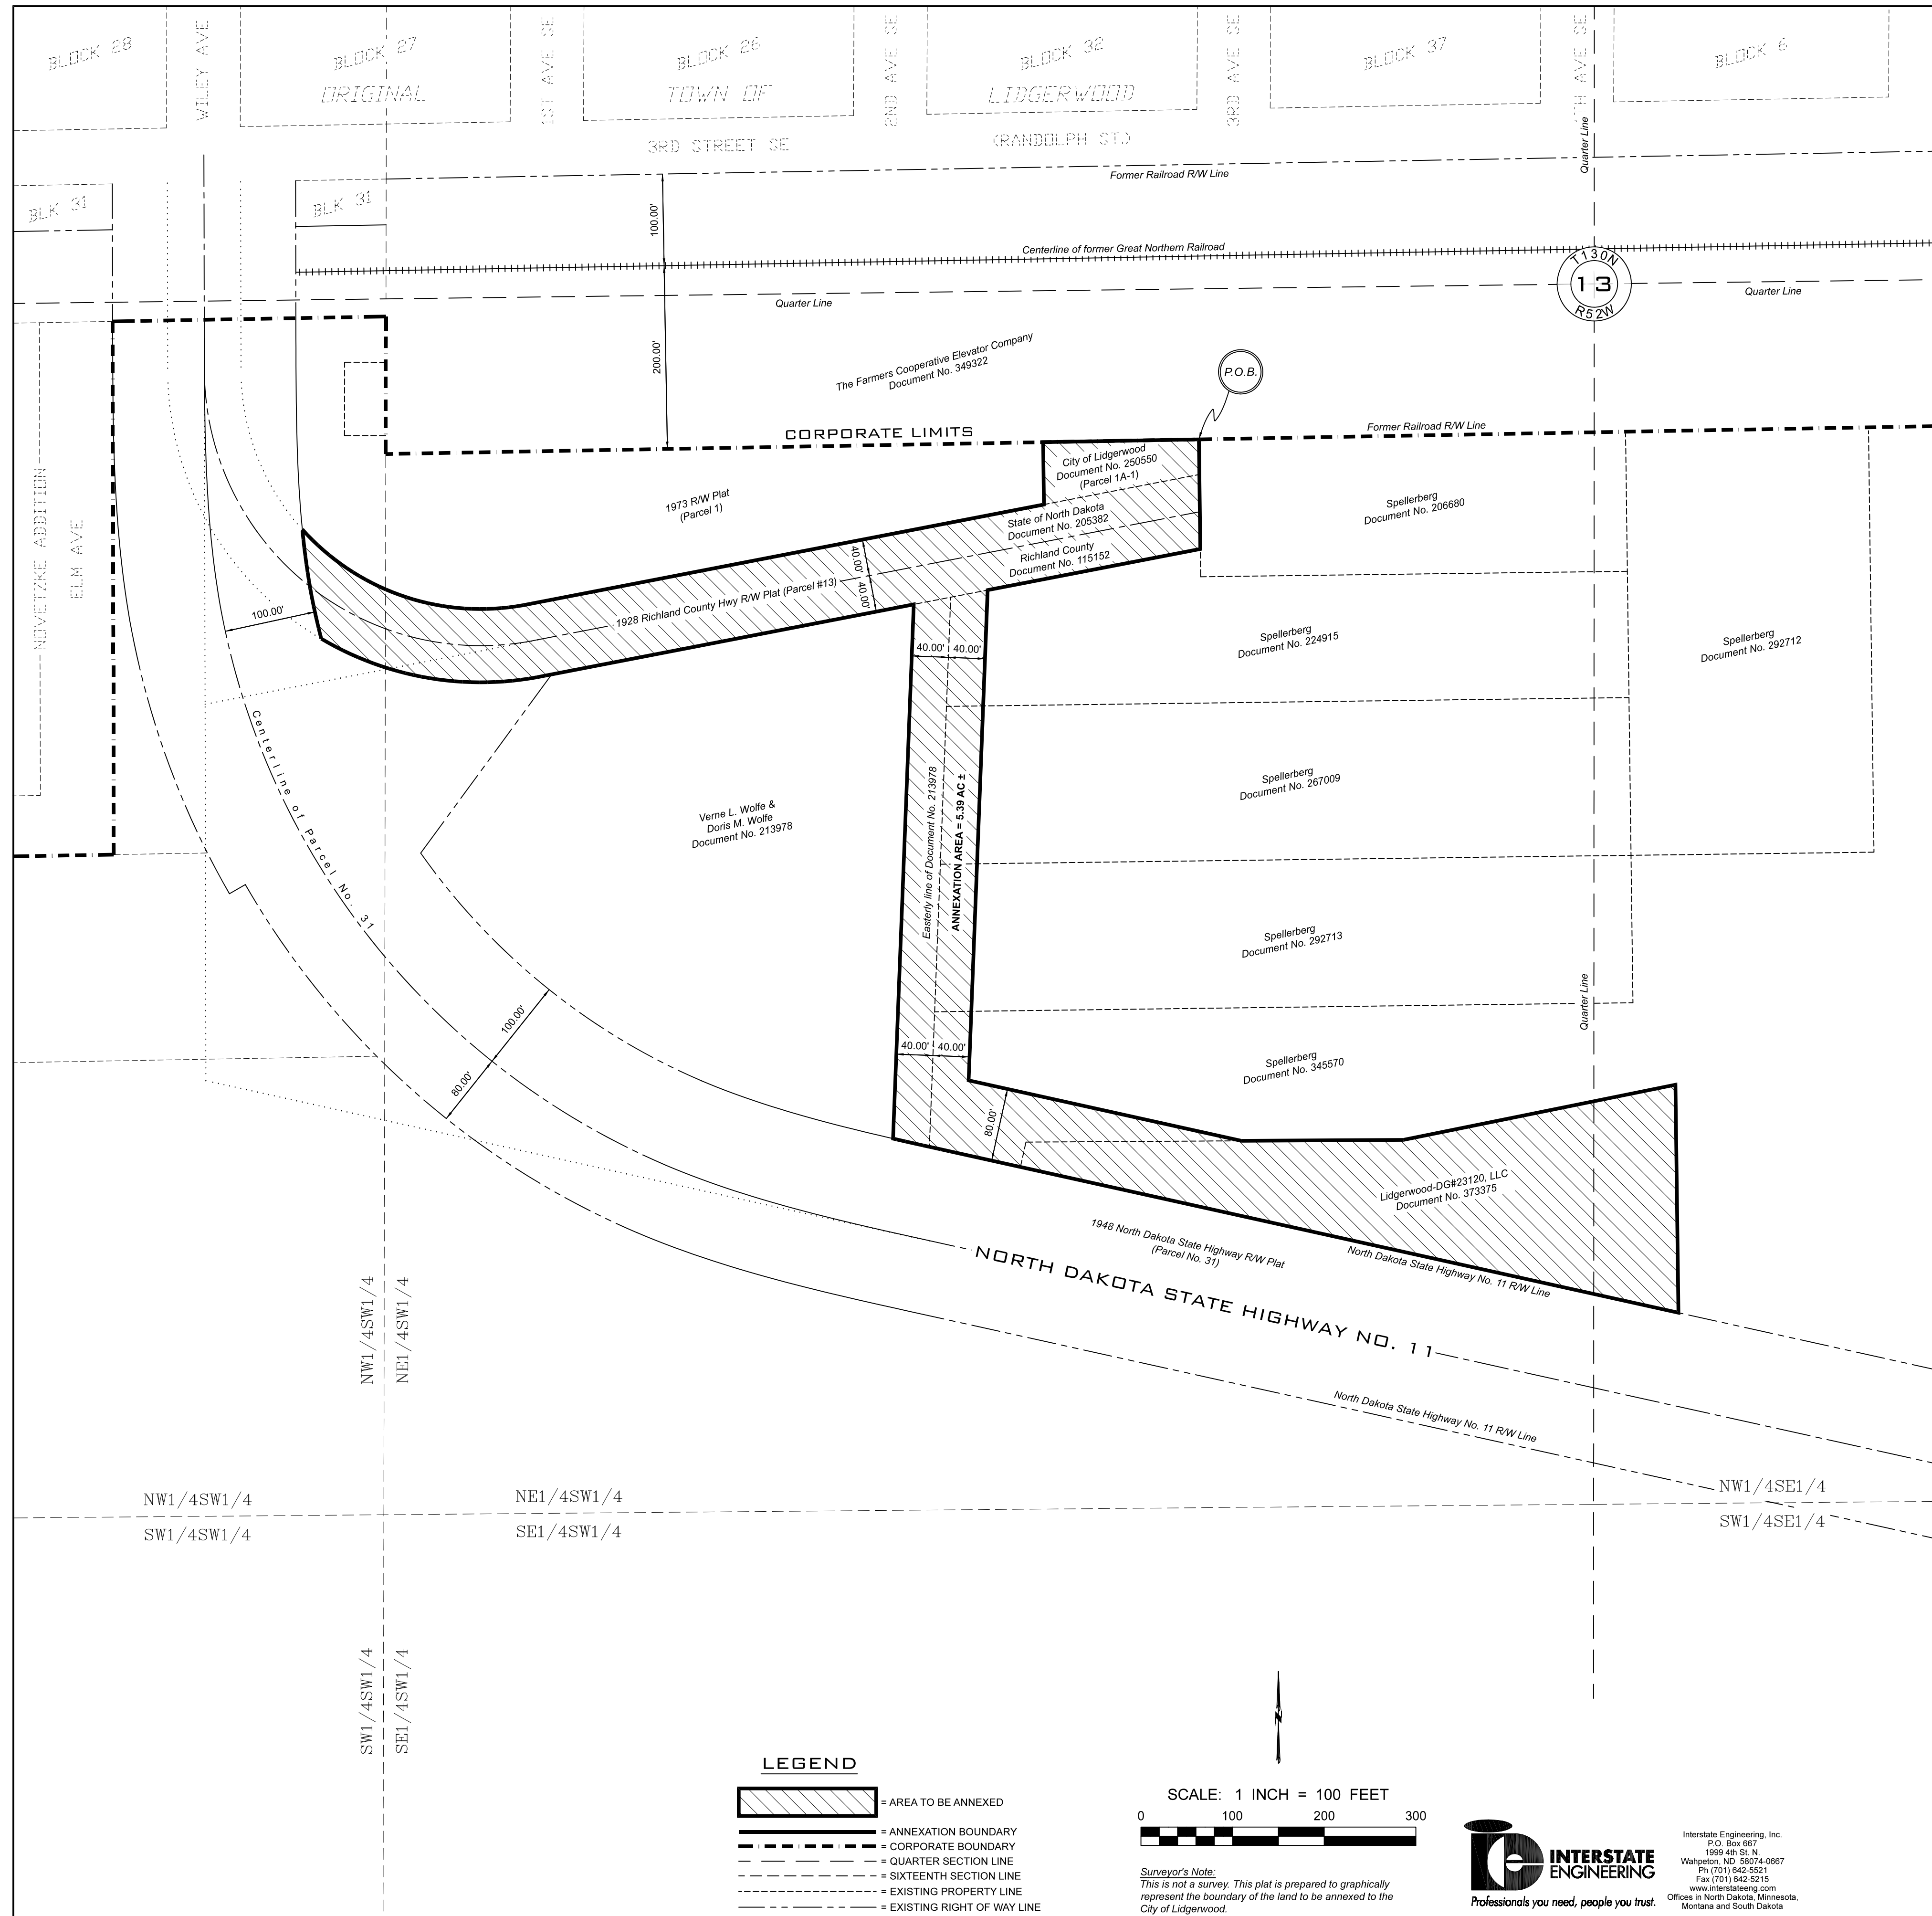 BLOCK 28
WILEY AVE
BLOCK 27
ORIGINAL
1ST AVE SE
BLOCK 26
TOWN OF
2ND AVE SE
BLOCK 32
LIDGERWOOD
3RD AVE SE
BLOCK 37
4TH AVE SE
BLOCK 6
3RD STREET SE
(RANDOLPH ST.)
Quarter Line
Former Railroad R/W Line
BLK 31
BLK 31
100.00'
Centerline of former Great Northern Railroad
T130N
13
R52W
Quarter Line
Quarter Line
200.00'
The Farmers Cooperative Elevator Company
Document No. 349322
P.O.B.
CORPORATE LIMITS
Former Railroad R/W Line
City of Lidgerwood
Document No. 250550
(Parcel 1A-1)
1973 R/W Plat
(Parcel 1)
State of North Dakota
Document No. 205382
Richland County
Document No. 115152
Spellerberg
Document No. 206680
NOVETZKE ADDITION
ELM AVE
40.00'
40.00'
1928 Richland County Hwy R/W Plat (Parcel #13)
100.00'
40.00'
40.00'
Spellerberg
Document No. 224915
Spellerberg
Document No. 292712
Centerline of Parcel No. 31
Verne L. Wolfe &
Doris M. Wolfe
Document No. 213978
Easterly line of Document No. 213978
ANNEXATION AREA = 5.39 AC ±
Spellerberg
Document No. 267009
Spellerberg
Document No. 292713
Quarter Line
100.00'
80.00'
40.00'
40.00'
Spellerberg
Document No. 345570
80.00'
Lidgerwood-DG#23120, LLC
Document No. 373375
1948 North Dakota State Highway R/W Plat
(Parcel No. 31)
North Dakota State Highway No. 11 R/W Line
NORTH DAKOTA STATE HIGHWAY NO. 11
North Dakota State Highway No. 11 R/W Line
NW1/4SW1/4
NE1/4SW1/4
NW1/4SW1/4
SW1/4SW1/4
NE1/4SW1/4
SE1/4SW1/4
NW1/4SE1/4
SW1/4SE1/4
SW1/4SW1/4
SE1/4SW1/4
N
LEGEND
= AREA TO BE ANNEXED
= ANNEXATION BOUNDARY
= CORPORATE BOUNDARY
= QUARTER SECTION LINE
= SIXTEENTH SECTION LINE
= EXISTING PROPERTY LINE
= EXISTING RIGHT OF WAY LINE
SCALE: 1 INCH = 100 FEET
0 100 200 300
Surveyor's Note:
This is not a survey. This plat is prepared to graphically
represent the boundary of the land to be annexed to the
City of Lidgerwood.
INTERSTATE
ENGINEERING
Professionals you need, people you trust.
Interstate Engineering, Inc.
P.O. Box 667
1999 4th St. N.
Wahpeton, ND 58074-0667
Ph (701) 642-5521
Fax (701) 642-5215
www.interstateeng.com
Offices in North Dakota, Minnesota,
Montana and South Dakota